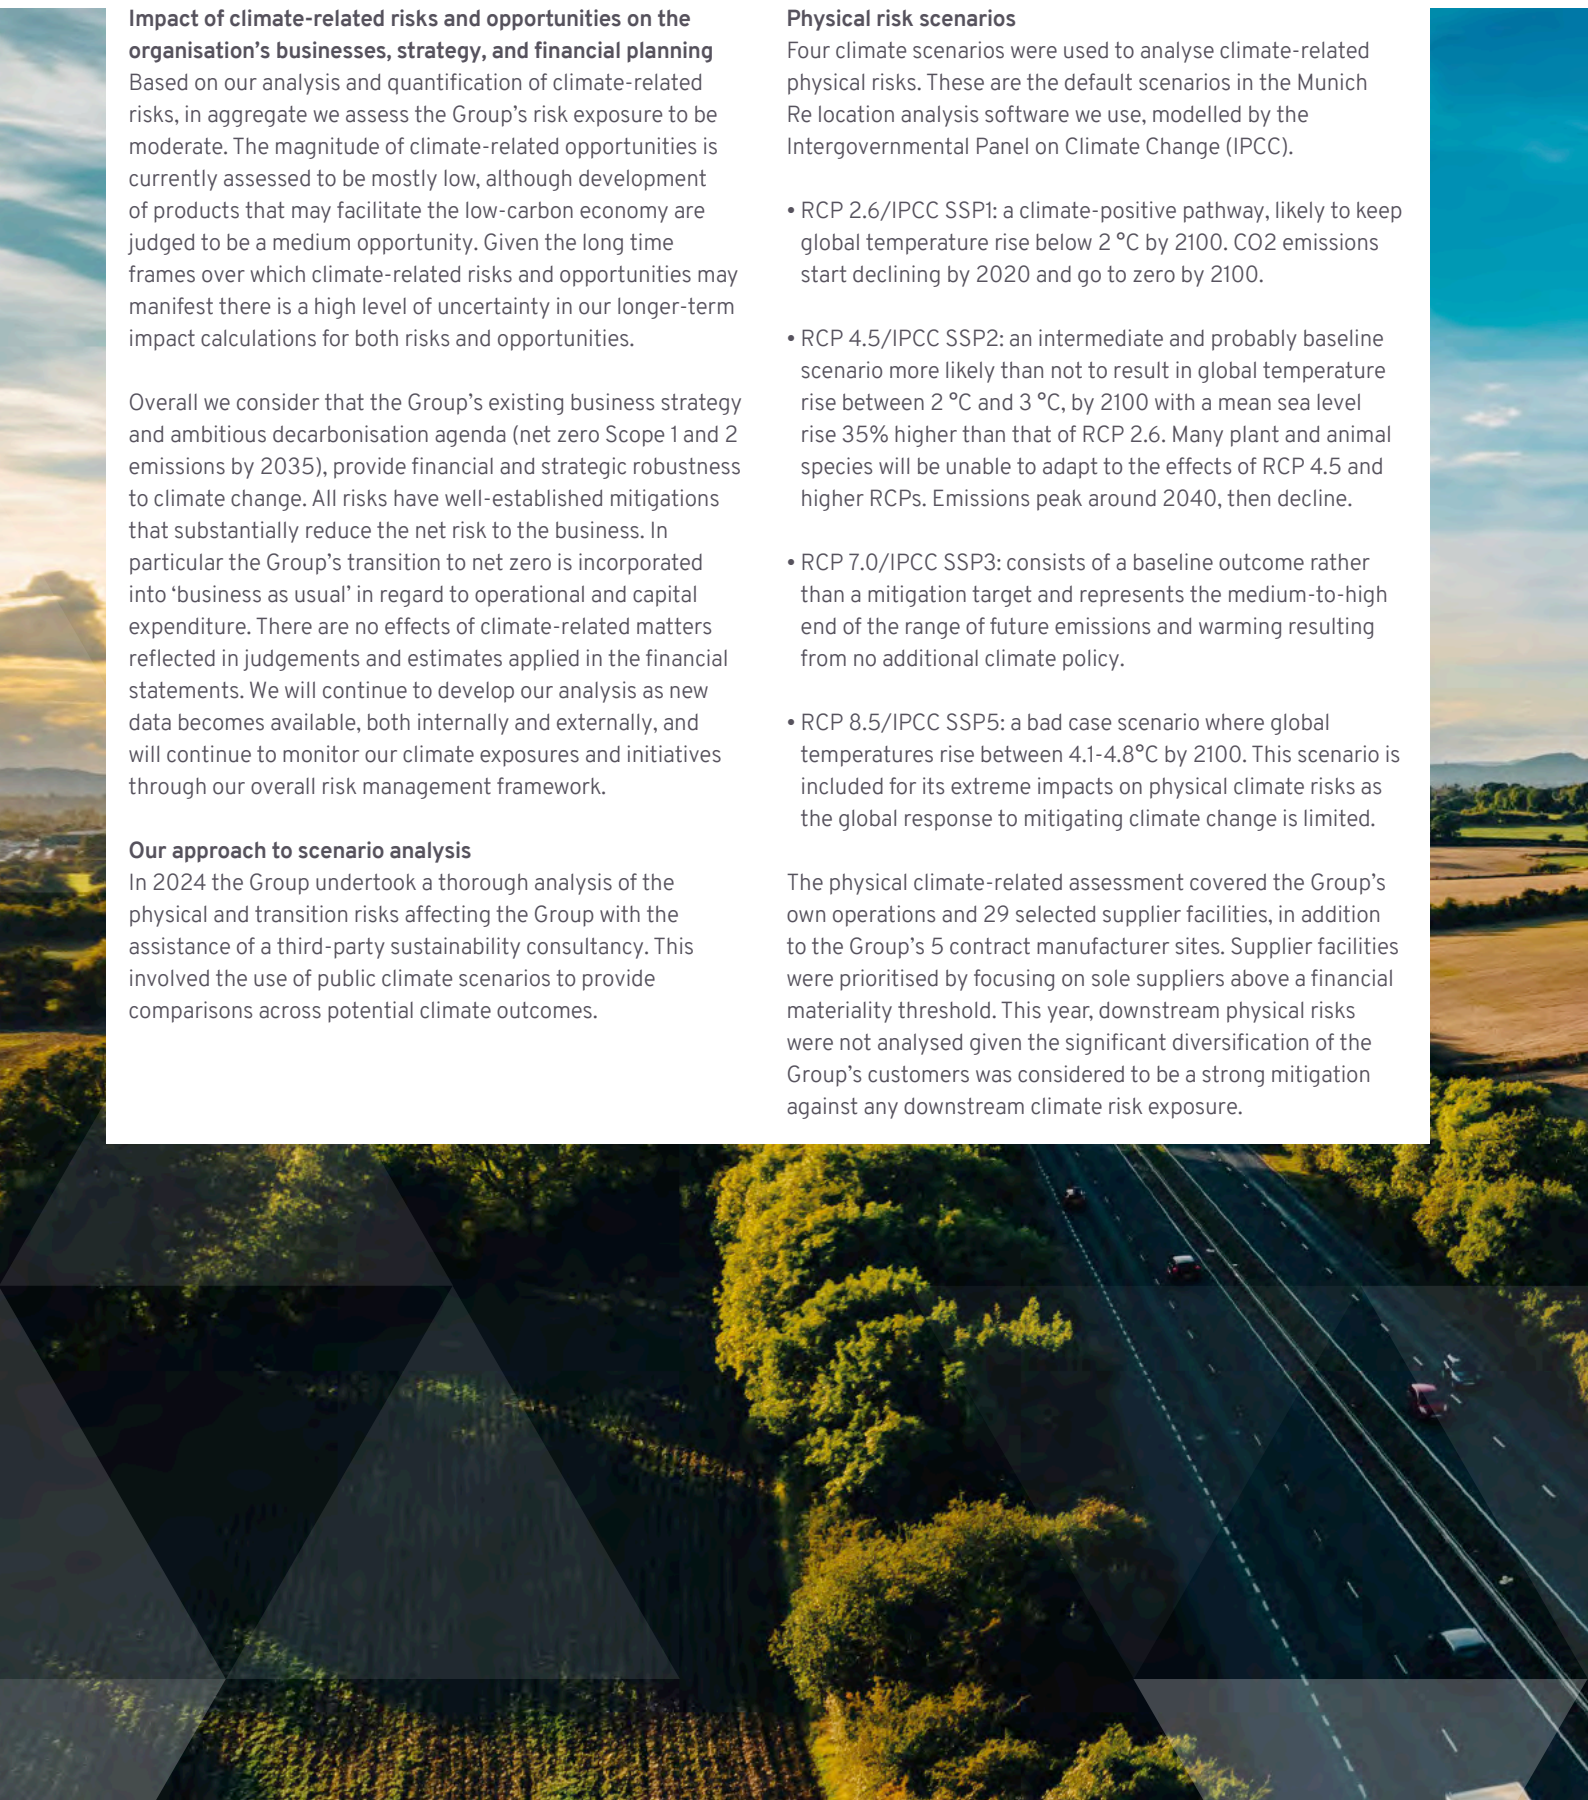 Impact of climate-related risks and opportunities on the
organisation's businesses, strategy, and financial planning
Based on our analysis and quantification of climate-related
risks, in aggregate we assess the Group's risk exposure to be
moderate. The magnitude of climate-related opportunities is
currently assessed to be mostly low, although development
of products that may facilitate the low-carbon economy are
judged to be a medium opportunity. Given the long time
frames over which climate-related risks and opportunities may
manifest there is a high level of uncertainty in our longer-term
impact calculations for both risks and opportunities.
Overall we consider that the Group's existing business strategy
and ambitious decarbonisation agenda (net zero Scope 1 and 2
emissions by 2035), provide financial and strategic robustness
to climate change. All risks have well-established mitigations
that substantially reduce the net risk to the business. In
particular the Group's transition to net zero is incorporated
into ‘business as usual’ in regard to operational and capital
expenditure. There are no effects of climate-related matters
reflected in judgements and estimates applied in the financial
statements. We will continue to develop our analysis as new
data becomes available, both internally and externally, and
will continue to monitor our climate exposures and initiatives
through our overall risk management framework.
Our approach to scenario analysis
In 2024 the Group undertook a thorough analysis of the
physical and transition risks affecting the Group with the
assistance of a third-party sustainability consultancy. This
involved the use of public climate scenarios to provide
comparisons across potential climate outcomes.
Physical risk scenarios
Four climate scenarios were used to analyse climate-related
physical risks. These are the default scenarios in the Munich
Re location analysis software we use, modelled by the
Intergovernmental Panel on Climate Change (IPCC).
• RCP 2.6/IPCC SSP1: a climate-positive pathway, likely to keep
global temperature rise below 2 °C by 2100. CO2 emissions
start declining by 2020 and go to zero by 2100.
• RCP 4.5/IPCC SSP2: an intermediate and probably baseline
scenario more likely than not to result in global temperature
rise between 2 °C and 3 °C, by 2100 with a mean sea level
rise 35% higher than that of RCP 2.6. Many plant and animal
species will be unable to adapt to the effects of RCP 4.5 and
higher RCPs. Emissions peak around 2040, then decline.
• RCP 7.0/IPCC SSP3: consists of a baseline outcome rather
than a mitigation target and represents the medium-to-high
end of the range of future emissions and warming resulting
from no additional climate policy.
• RCP 8.5/IPCC SSP5: a bad case scenario where global
temperatures rise between 4.1-4.8°C by 2100. This scenario is
included for its extreme impacts on physical climate risks as
the global response to mitigating climate change is limited.
The physical climate-related assessment covered the Group's
own operations and 29 selected supplier facilities, in addition
to the Group's 5 contract manufacturer sites. Supplier facilities
were prioritised by focusing on sole suppliers above a financial
materiality threshold. This year, downstream physical risks
were not analysed given the significant diversification of the
Group's customers was considered to be a strong mitigation
against any downstream climate risk exposure.